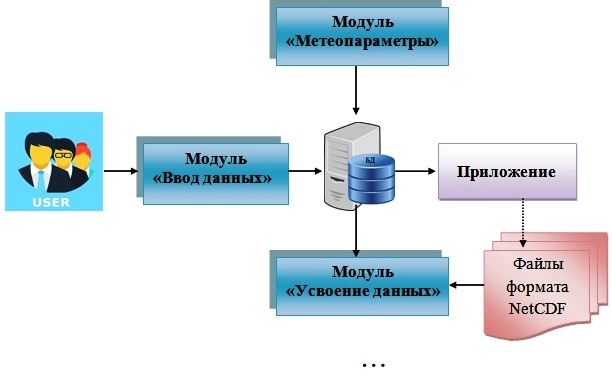 Модуль
«Метеопараметры»
USER
Модуль
«Ввод данных»
БД
Приложение
Модуль
«Усвоение данных»
Файлы
формата
NetCDF
...